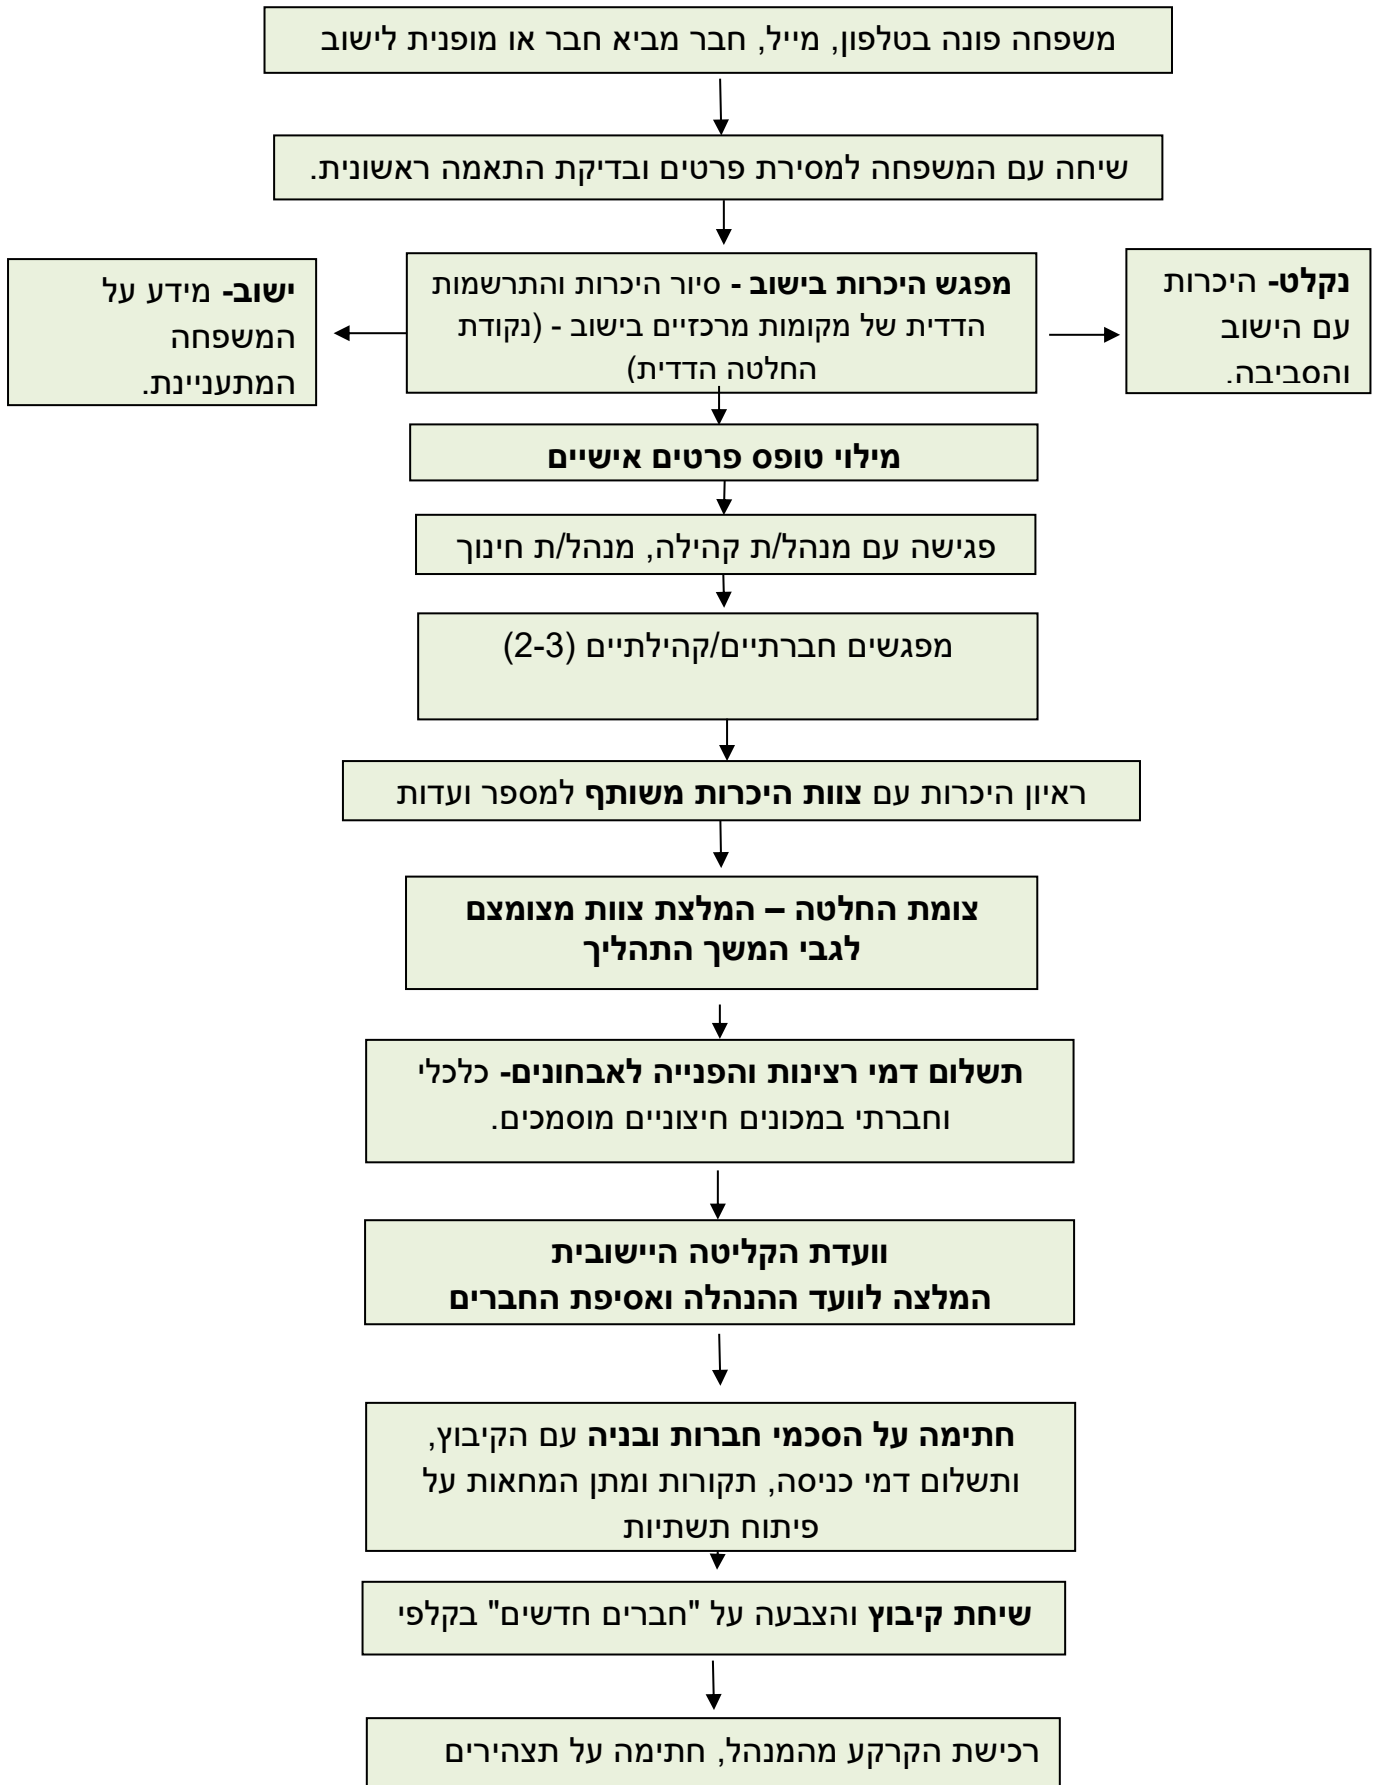 משפחה פונה בטלפון, מייל, חבר מביא חבר או מופנית לישוב
שיחה עם המשפחה למסירת פרטים ובדיקת התאמה ראשונית.
נקלט- היכרות
עם הישוב
והסביבה.
מפגש היכרות בישוב - סיור היכרות והתרשמות
הדדית של מקומות מרכזיים בישוב - (נקודת
החלטה הדדית)
ישוב- מידע על
המשפחה
המתעניינת.
מילוי טופס פרטים אישיים
פגישה עם מנהל/ת קהילה, מנהל/ת חינוך
מפגשים חברתיים/קהילתיים (2-3)
ראיון היכרות עם צוות היכרות משותף למספר ועדות
צומת החלטה – המלצת צוות מצומצם
לגבי המשך התהליך
תשלום דמי רצינות והפנייה לאבחונים- כלכלי
וחברתי במכונים חיצוניים מוסמכים.
וועדת הקליטה היישובית
המלצה לוועד ההנהלה ואסיפת החברים
חתימה על הסכמי חברות ובניה עם הקיבוץ,
ותשלום דמי כניסה, תקורות ומתן המחאות על
פיתוח תשתיות
שיחת קיבוץ והצבעה על "חברים חדשים" בקלפי
רכישת הקרקע מהמנהל, חתימה על תצהירים